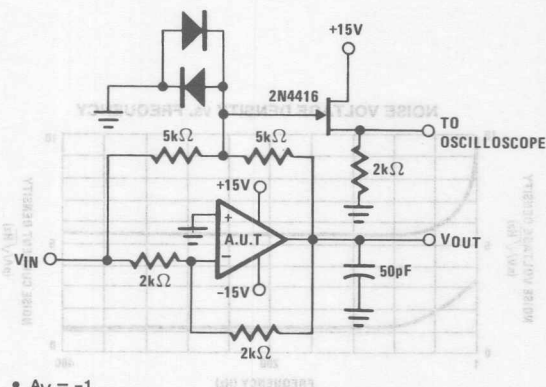 +15V
2N4416
TO
OSCILLOSCOPE
5kΩ
5kΩ
2kΩ
+15V
+
A.U.T
−
VIN
VOUT
2kΩ
−15V
50pF
2kΩ
• AV = −1